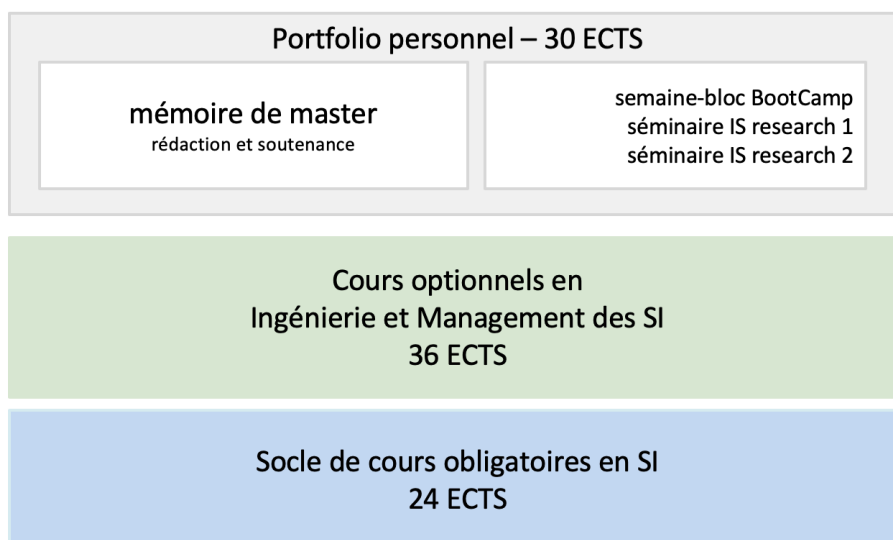 Portfolio personnel – 30 ECTS
mémoire de master
rédaction et soutenance
semaine-bloc BootCamp
séminaire IS research 1
séminaire IS research 2
Cours optionnels en
Ingénierie et Management des SI
36 ECTS
Socle de cours obligatoires en SI
24 ECTS